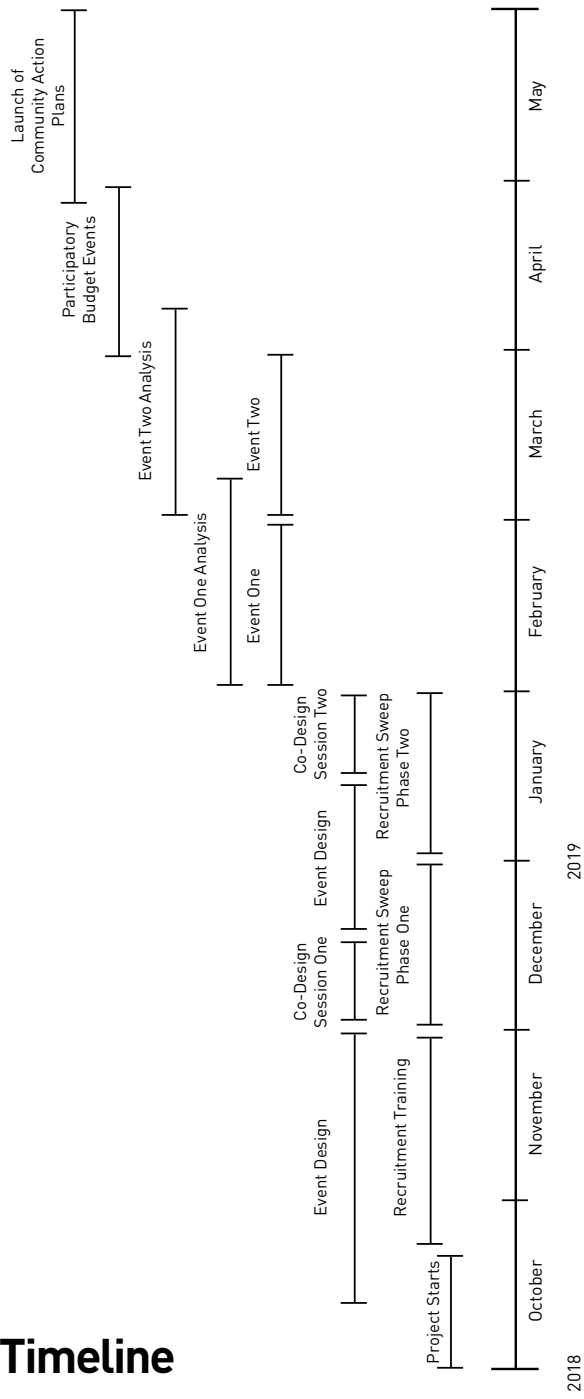 Timeline
Launch of
Community Action
Plans
Participatory
Budget Events
Event Two Analysis
Event One Analysis
Event Two
Event One
Co-Design
Session Two
Event Design
Co-Design
Session One
Event Design
Recruitment Sweep
Phase Two
Recruitment Sweep
Phase One
Recruitment Training
Project Starts
October
November
December
January
February
March
April
May
2018
2019